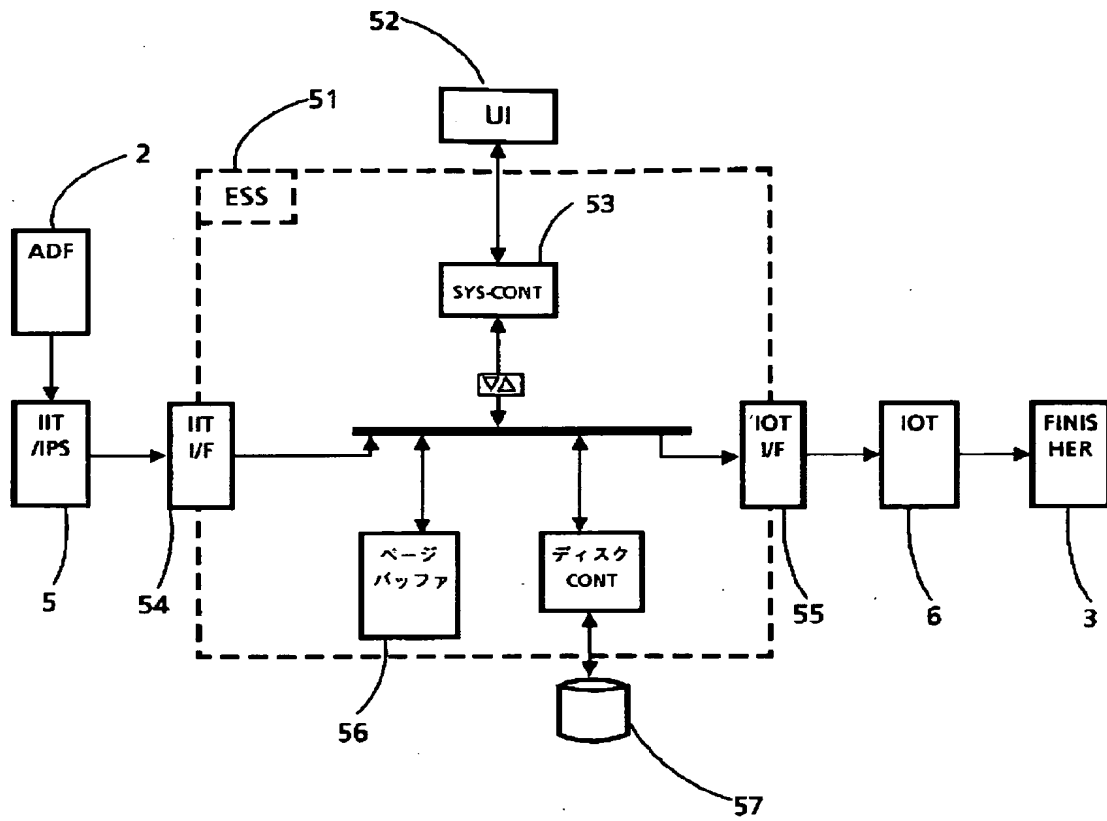 52
UI
51
ESS
2
ADF
53
SYS-CONT
▽△
IIT
/IPS
IIT
I/F
IOT
I/F
IOT
FINIS
HER
ページ
バッファ
ディスク
CONT
5
54
55
6
3
56
57